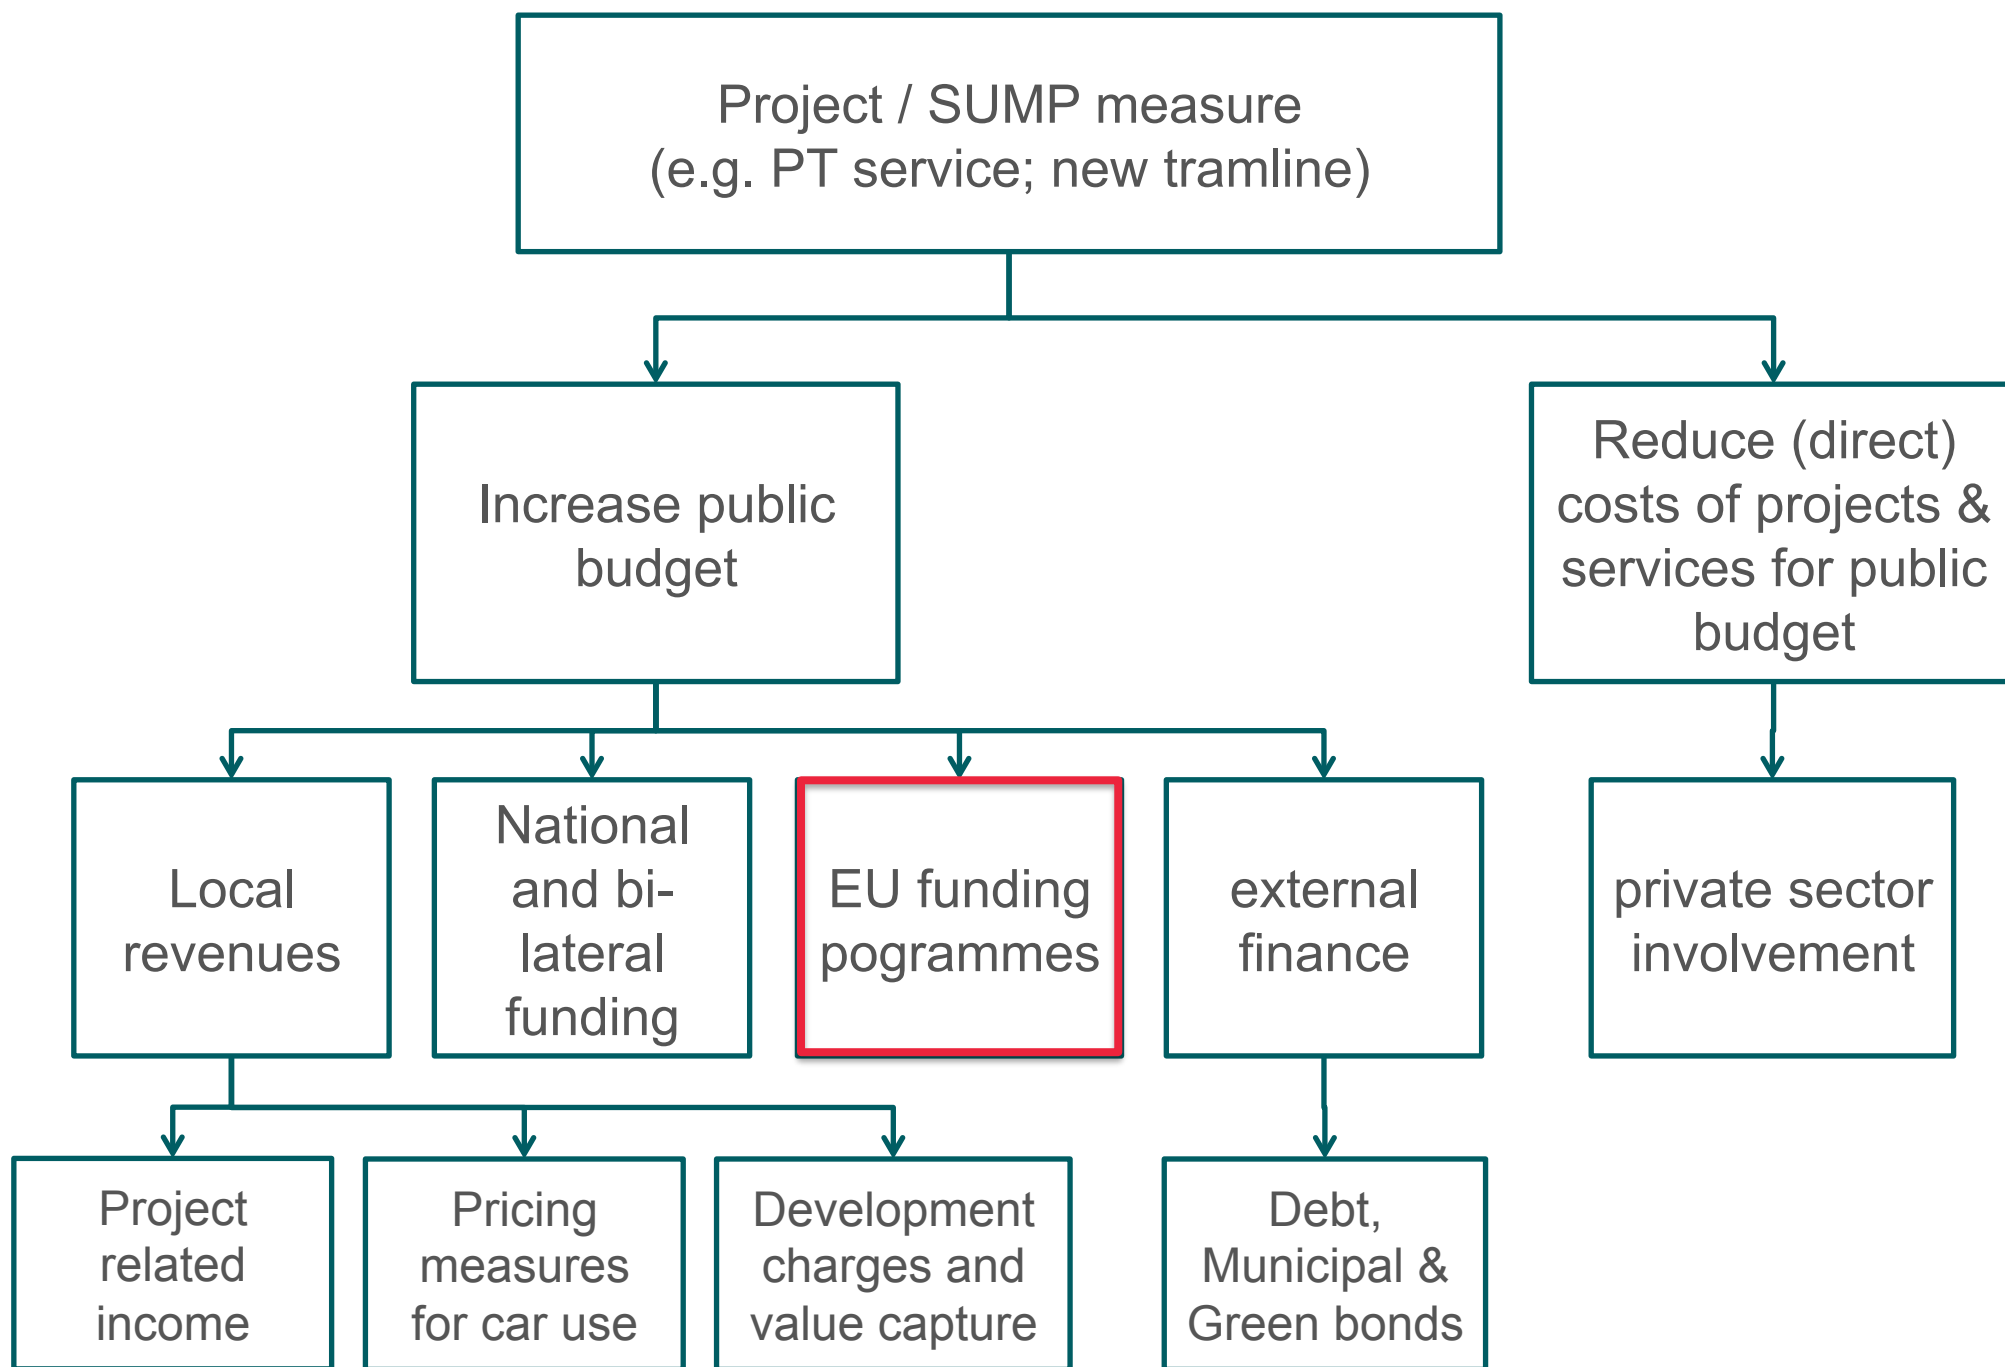 Project / SUMP measure
(e.g. PT service; new tramline)
Increase public
budget
Reduce (direct)
costs of projects &
services for public
budget
Local
revenues
National
and bi-
lateral
funding
EU funding
pogrammes
external
finance
private sector
involvement
Project
related
income
Pricing
measures
for car use
Development
charges and
value capture
Debt,
Municipal &
Green bonds